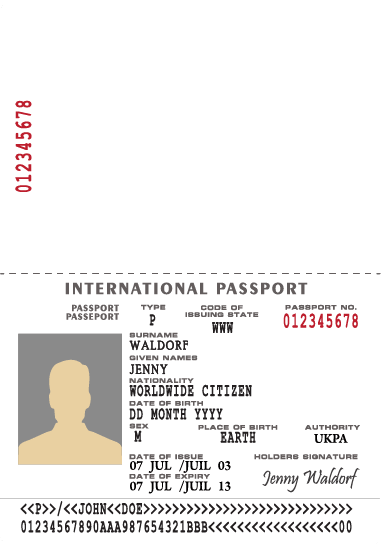 012345678
INTERNATIONAL PASSPORT
PASSPORT
PASSEPORT
TYPE
P
CODE OF
ISSUING STATE
WWW
PASSPORT NO.
012345678
SURNAME
WALDORF
GIVEN NAMES
JENNY
NATIONALITY
WORLDWIDE CITIZEN
DATE OF BIRTH
DD MONTH YYYY
SEX PLACE OF BIRTH AUTHORITY
M EARTH UKPA
DATE OF ISSUE HOLDERS SIGNATURE
07 JUL /JUIL 03
DATE OF EXPIRY
07 JUL /JUIL 13
Jenny Waldorf
<<P>>/<<JOHN<<DOE>>>>>>>>>>>>>>>>>>>>>>>>>>>>
01234567890AAA987654321BBB<<<<<<<<<<<<<<<<<<<00